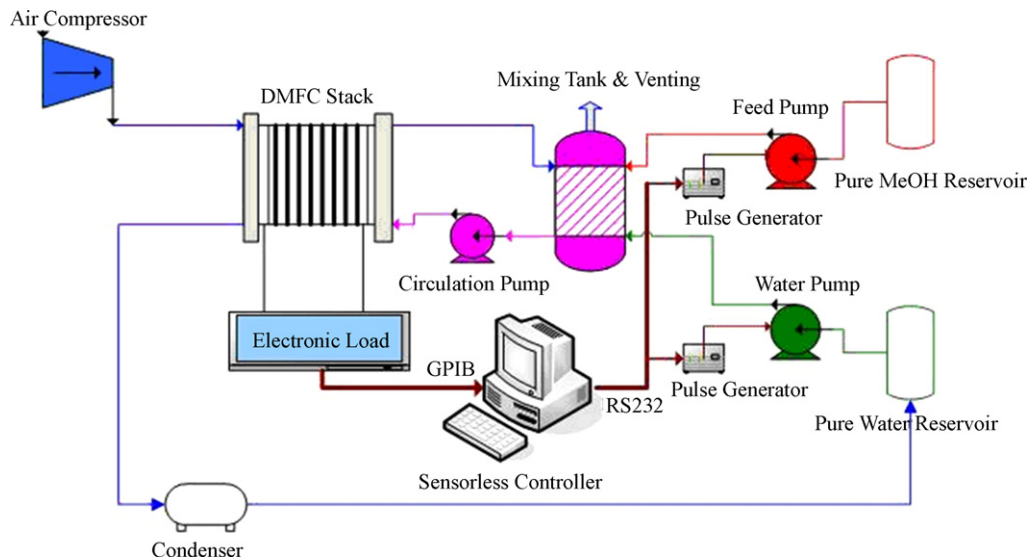 Air Compressor
DMFC Stack
Mixing Tank & Venting
Feed Pump
Pure MeOH Reservoir
Pulse Generator
Circulation Pump
Water Pump
Electronic Load
GPIB
RS232
Pulse Generator
Pure Water Reservoir
Sensorless Controller
Condenser